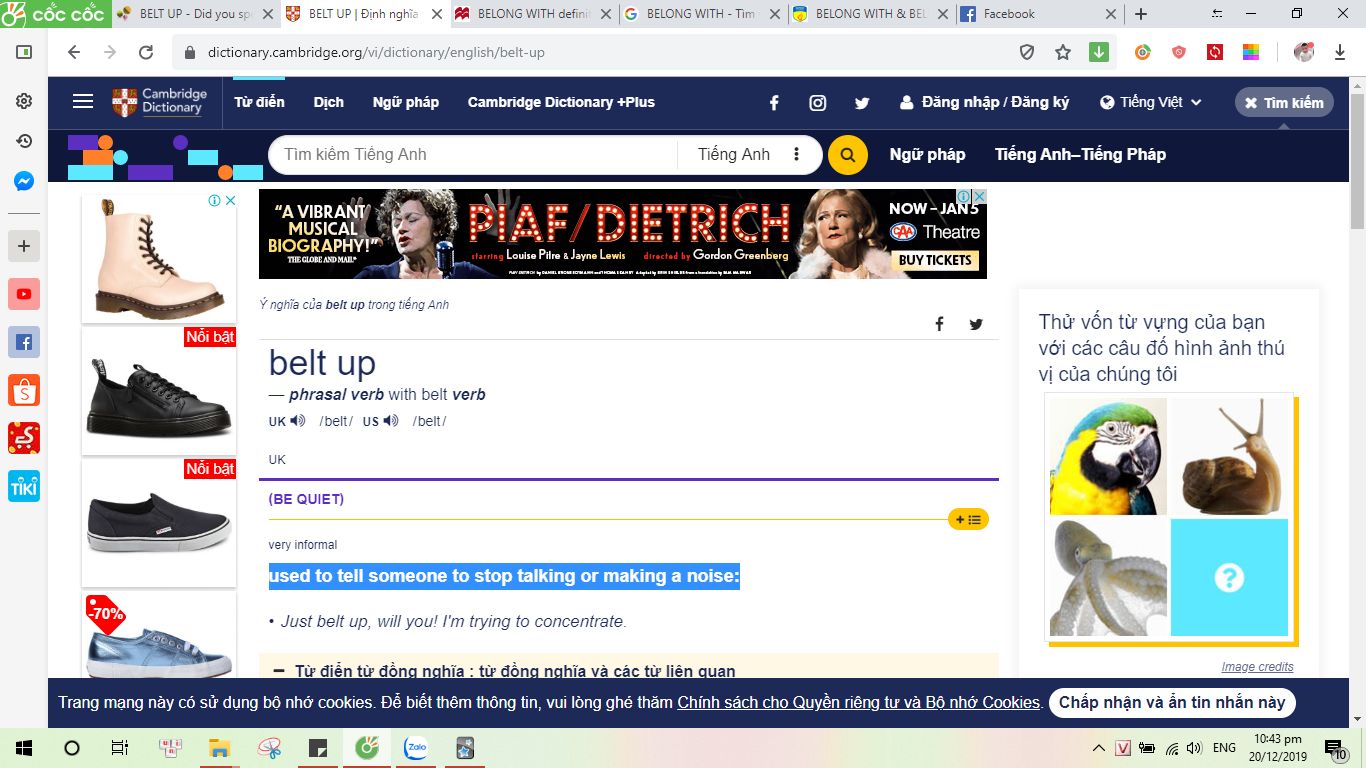 cốc cốc
BELT UP - Did you spe
BELT UP | Định nghĩa
BELONG WITH definit
BELONG WITH - Tìm
BELONG WITH & BEL
Facebook
dictionary.cambridge.org/vi/dictionary/english/belt-up
Cambridge
Dictionary
Từ điển
Dịch
Ngữ pháp
Cambridge Dictionary +Plus
Đăng nhập / Đăng ký
Tiếng Việt
Tìm kiếm
Tìm kiếm Tiếng Anh
Tiếng Anh
Ngữ pháp
Tiếng Anh–Tiếng Pháp
"A VIBRANT
MUSICAL
BIOGRAPHY!"
THE GLOBE AND MAIL*
PIAF/DIETRICH
starring Louise Pitre & Jayne Lewis directed by Gordon Greenberg
NOW – JAN 5
CAA Theatre
BUY TICKETS
Nổi bật
Nổi bật
-70%
Ý nghĩa của belt up trong tiếng Anh
belt up
— phrasal verb with belt verb
UK /belt/ US /belt/
UK
(BE QUIET)
very informal
used to tell someone to stop talking or making a noise:
• Just belt up, will you! I'm trying to concentrate.
Từ điển từ đồng nghĩa : từ đồng nghĩa và các từ liên quan
Thử vốn từ vựng của bạn
với các câu đố hình ảnh thú
vị của chúng tôi
?
Image credits
Trang mạng này có sử dụng bộ nhớ cookies. Để biết thêm thông tin, vui lòng ghé thăm Chính sách cho Quyền riêng tư và Bộ nhớ Cookies.
Chấp nhận và ẩn tin nhắn này
TIKI
Zalo
V
ENG
10:43 pm
20/12/2019
10